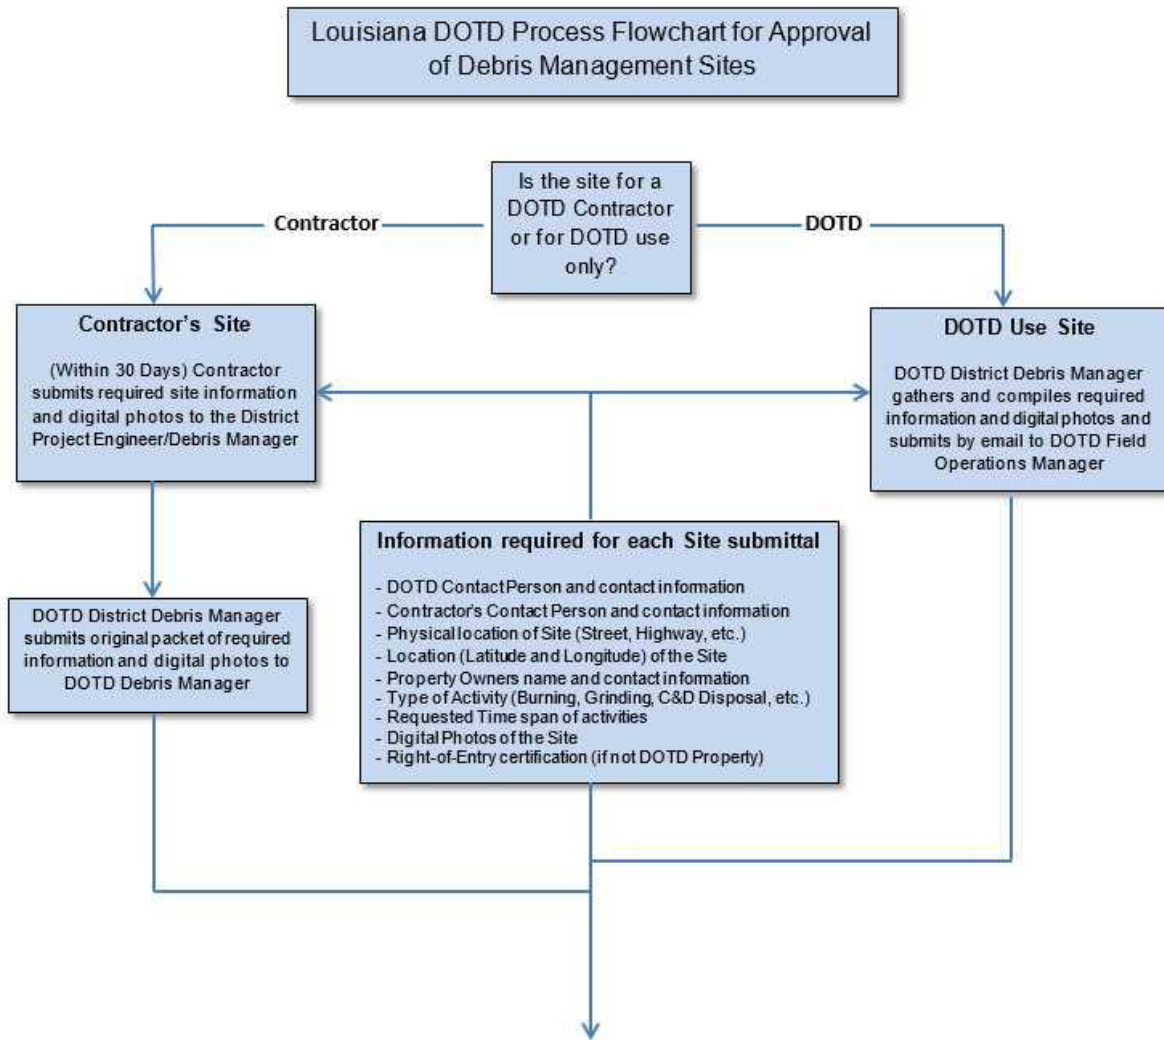 Louisiana DOTD Process Flowchart for Approval
of Debris Management Sites
Is the site for a
DOTD Contractor
or for DOTD use
only?
Contractor
DOTD
Contractor's Site
(Within 30 Days) Contractor
submits required site information
and digital photos to the District
Project Engineer/Debris Manager
DOTD Use Site
DOTD District Debris Manager
gathers and compiles required
information and digital photos and
submits by email to DOTD Field
Operations Manager
Information required for each Site submittal
- DOTD Contact Person and contact information
- Contractor's Contact Person and contact information
- Physical location of Site (Street, Highway, etc.)
- Location (Latitude and Longitude) of the Site
- Property Owners name and contact information
- Type of Activity (Burning, Grinding, C&D Disposal, etc.)
- Requested Time span of activities
- Digital Photos of the Site
- Right-of-Entry certification (if not DOTD Property)
DOTD District Debris Manager
submits original packet of required
information and digital photos to
DOTD Debris Manager